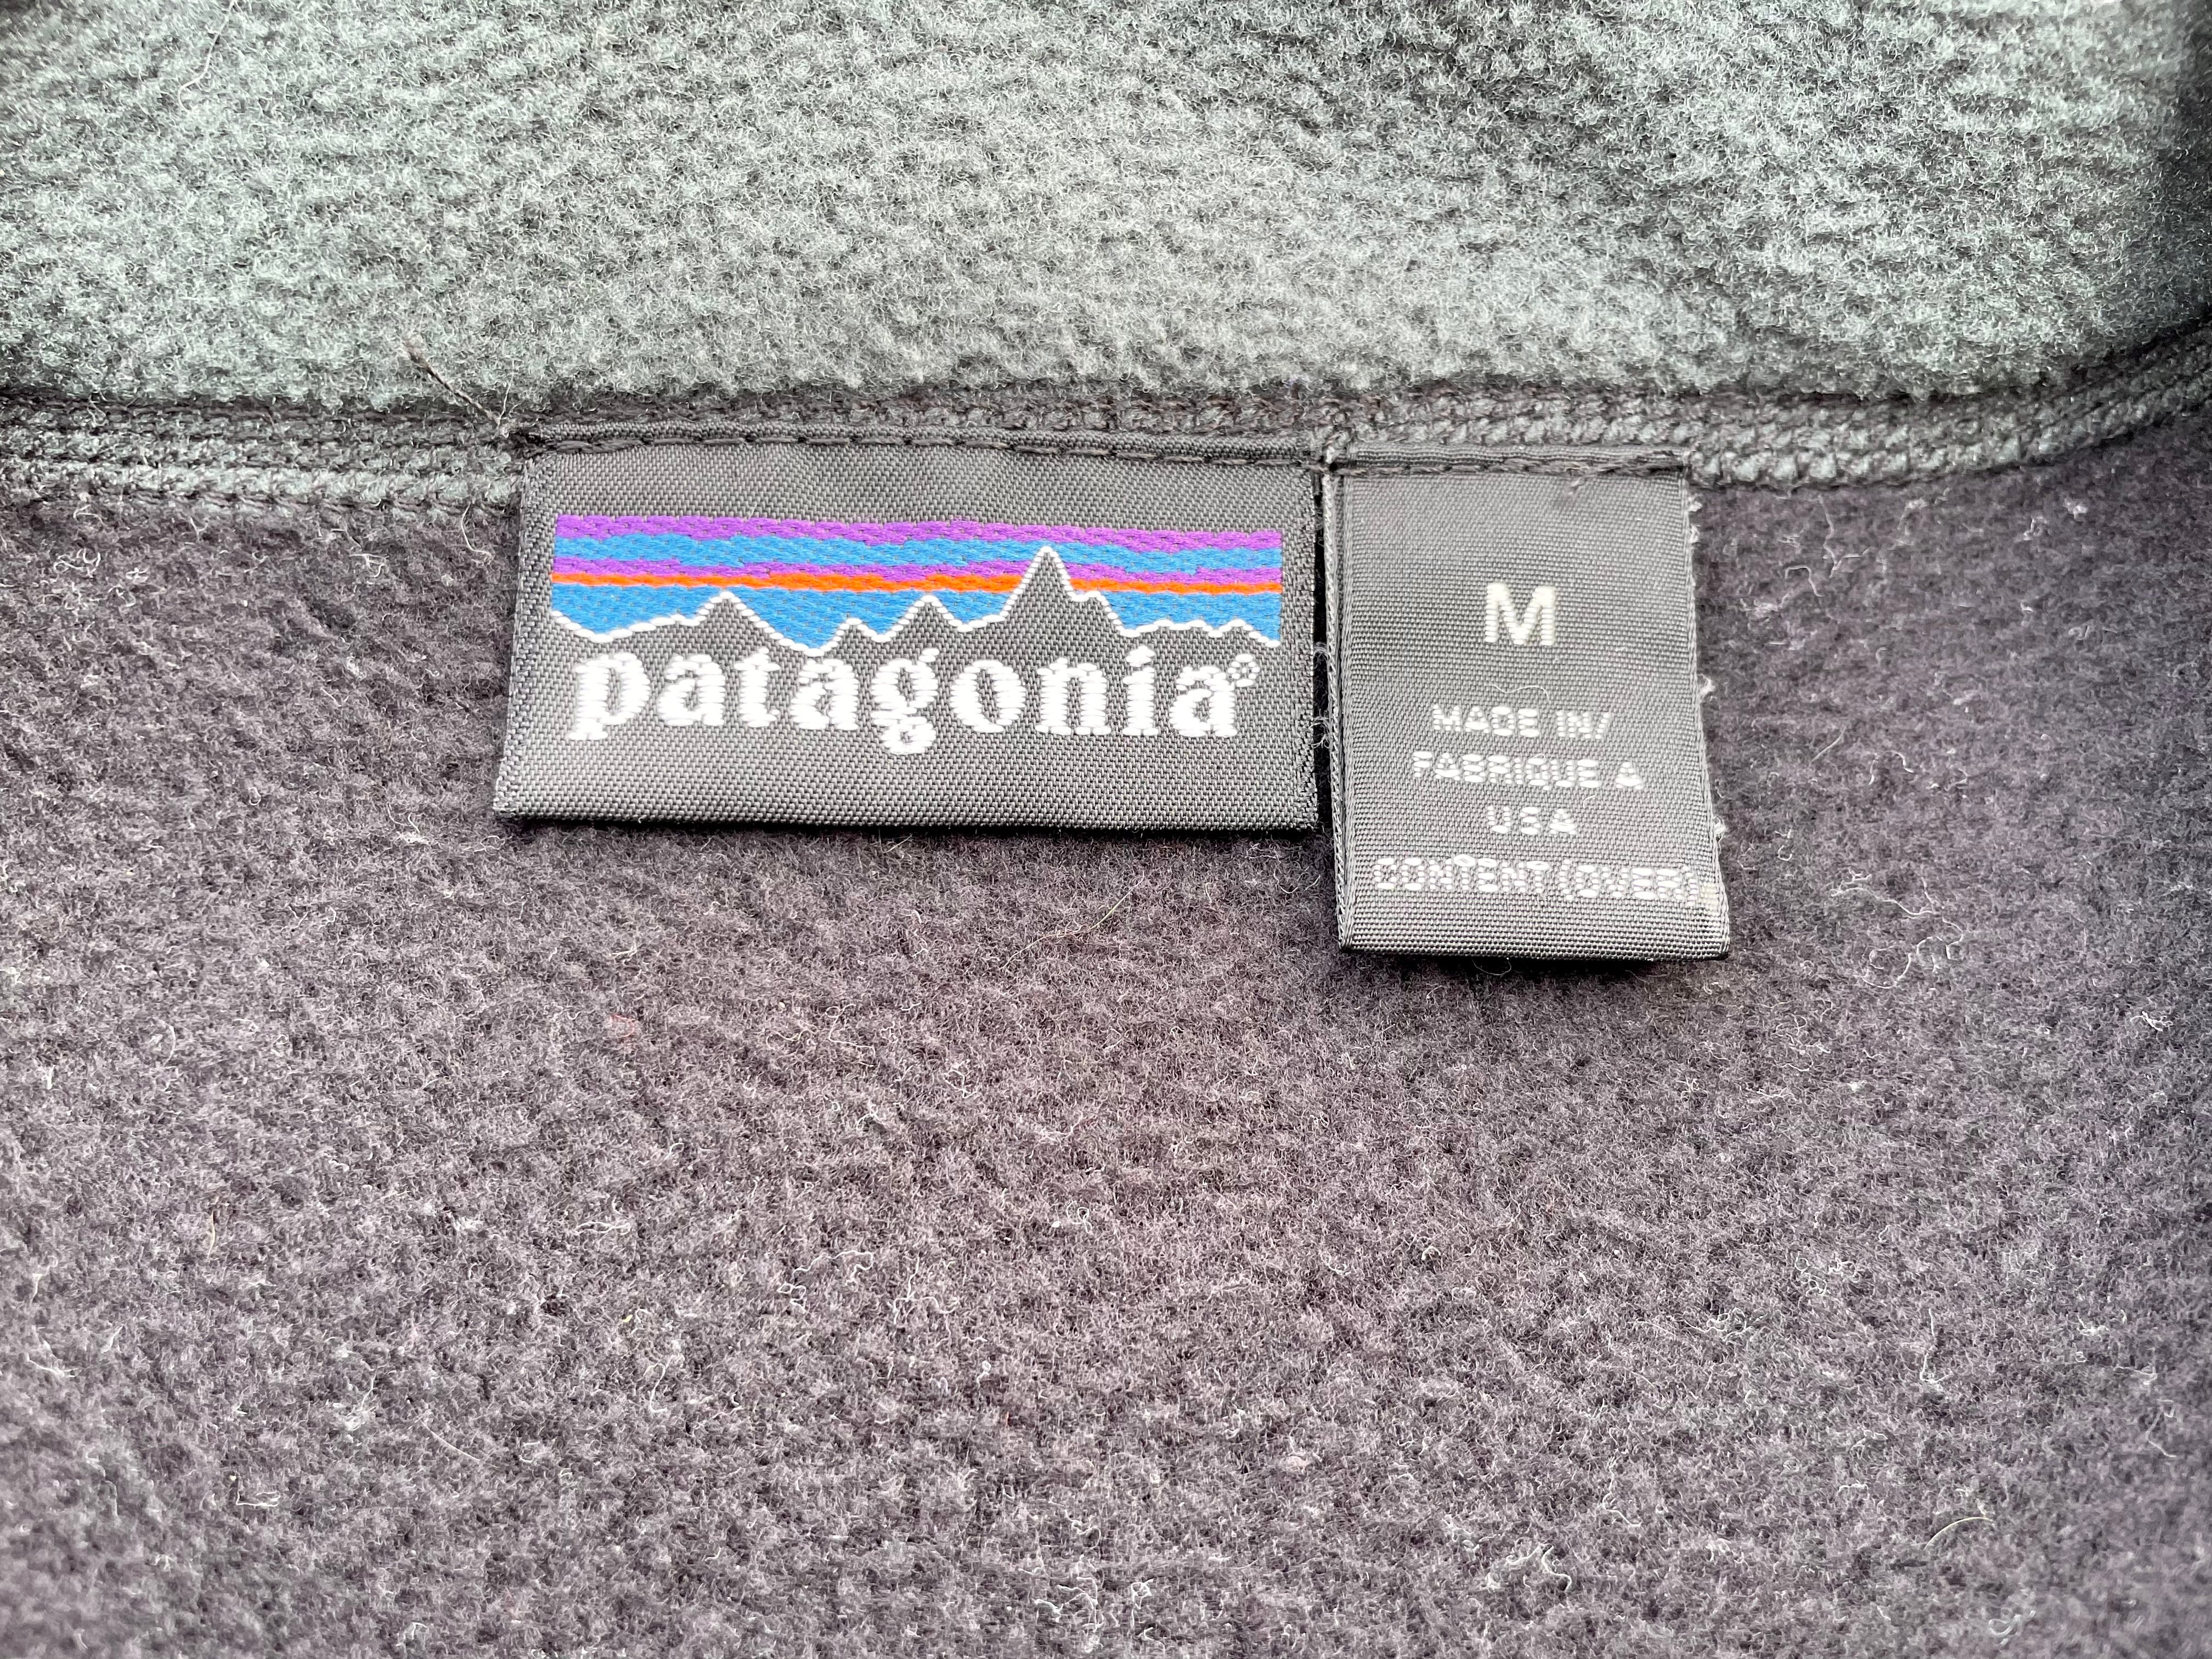 patagonia®
M
MADE IN/
FABRIQUE A
USA
CONTENT (OVER)